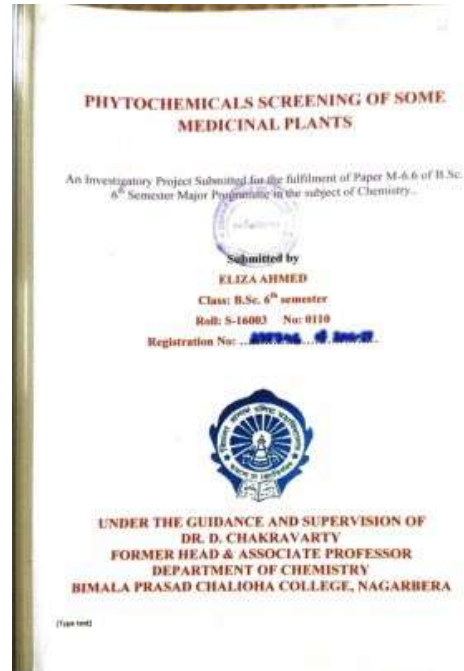 PHYTOCHEMICALS SCREENING OF SOME
MEDICINAL PLANTS
An Investigatory Project Submitted for the fulfilment of Paper M-6.6 of B.Sc.
6th Semester Major Programme in the subject of Chemistry..
Submitted by
ELIZA AHMED
Class: B.Sc. 6th semester
Roll: S-16003 No: 0110
Registration No:
UNDER THE GUIDANCE AND SUPERVISION OF
DR. D. CHAKRAVARTY
FORMER HEAD & ASSOCIATE PROFESSOR
DEPARTMENT OF CHEMISTRY
BIMALA PRASAD CHALIOHA COLLEGE, NAGARBERA
[Type text]